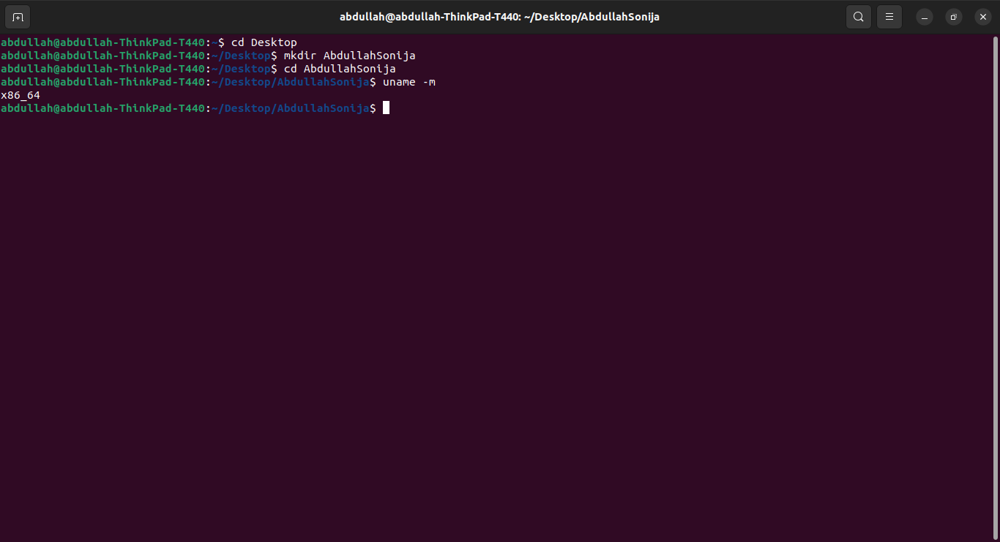 abdullah@abdullah-ThinkPad-T440: ~/Desktop/AbdullahSonija
abdullah@abdullah-ThinkPad-T440:~$ cd Desktop
abdullah@abdullah-ThinkPad-T440:~/Desktop$ mkdir AbdullahSonija
abdullah@abdullah-ThinkPad-T440:~/Desktop$ cd AbdullahSonija
abdullah@abdullah-ThinkPad-T440:~/Desktop/AbdullahSonija$ uname -m
x86_64
abdullah@abdullah-ThinkPad-T440:~/Desktop/AbdullahSonija$